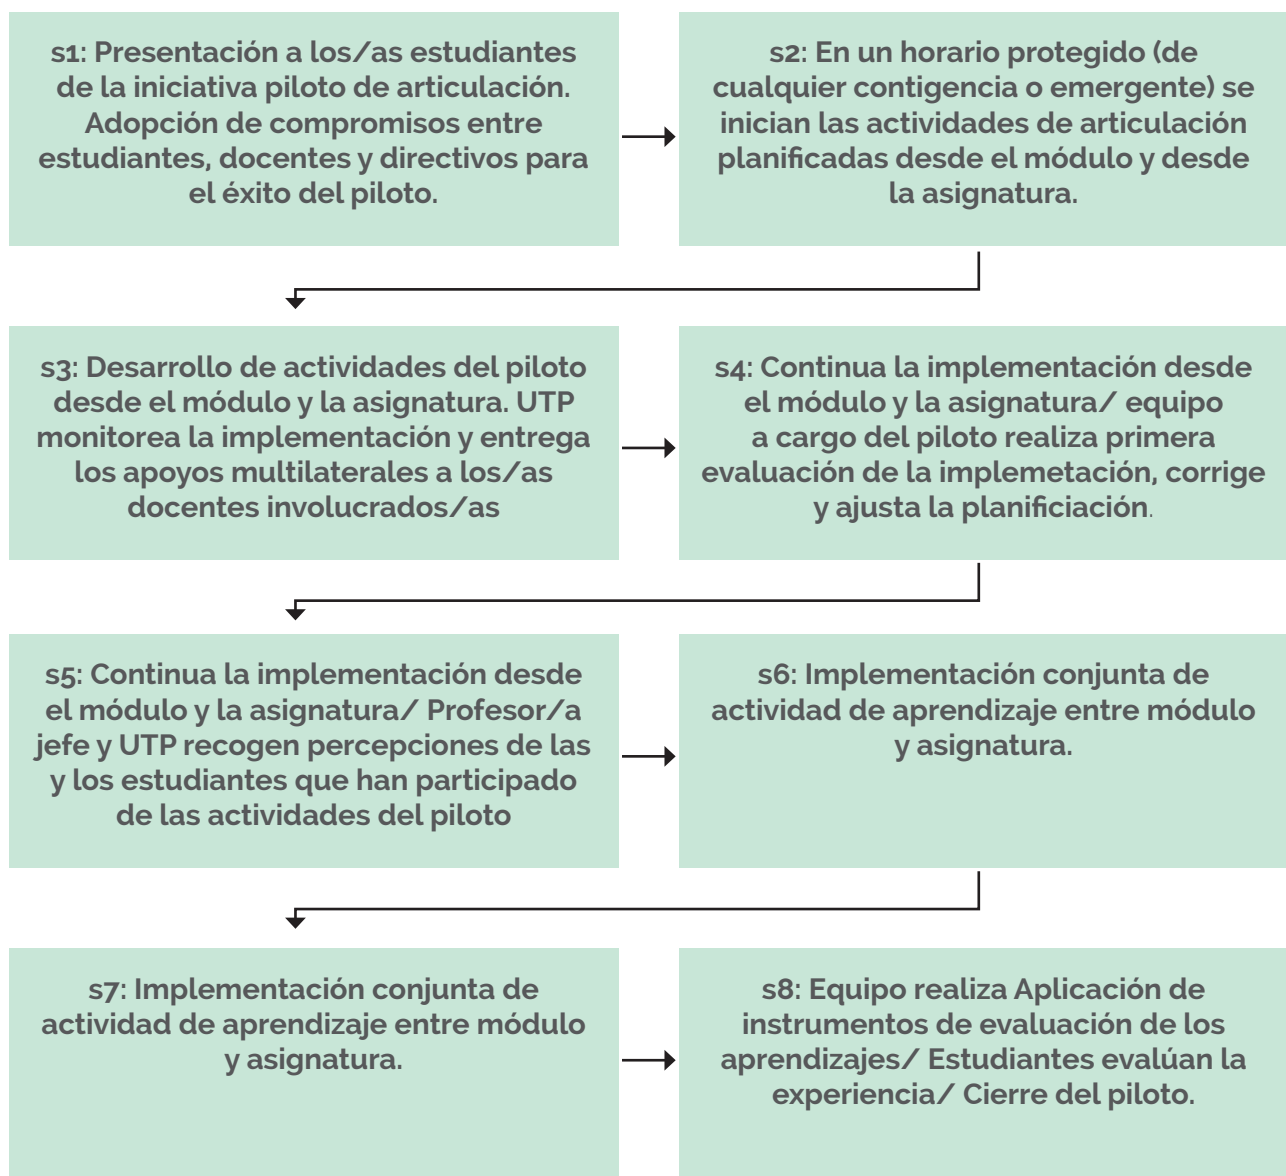 s1: Presentación a los/as estudiantes
de la iniciativa piloto de articulación.
Adopción de compromisos entre
estudiantes, docentes y directivos para
el éxito del piloto.
s2: En un horario protegido (de
cualquier contigencia o emergente) se
inician las actividades de articulación
planificadas desde el módulo y desde
la asignatura.
s3: Desarrollo de actividades del piloto
desde el módulo y la asignatura. UTP
monitorea la implementación y entrega
los apoyos multilaterales a los/as
docentes involucrados/as
s4: Continua la implementación desde
el módulo y la asignatura/ equipo
a cargo del piloto realiza primera
evaluación de la implemetación, corrige
y ajusta la planificiación.
s5: Continua la implementación desde
el módulo y la asignatura/ Profesor/a
jefe y UTP recogen percepciones de las
y los estudiantes que han participado
de las actividades del piloto
s6: Implementación conjunta de
actividad de aprendizaje entre módulo
y asignatura.
s7: Implementación conjunta de
actividad de aprendizaje entre módulo
y asignatura.
s8: Equipo realiza Aplicación de
instrumentos de evaluación de los
aprendizajes/ Estudiantes evalúan la
experiencia/ Cierre del piloto.